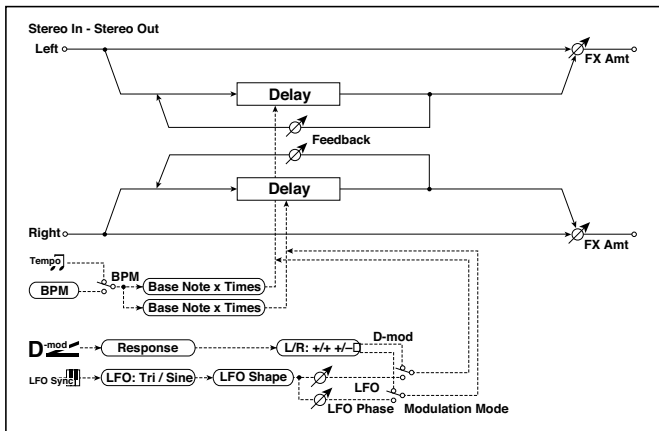 Stereo In - Stereo Out
Left
FX Amt
Delay
Feedback
Delay
Right
FX Amt
Tempo
BPM
BPM
Base Note x Times
Base Note x Times
D-mod
D-mod
Response
L/R: +/+ +/–
LFO Sync
LFO: Tri / Sine
LFO Shape
LFO
LFO Phase
Modulation Mode